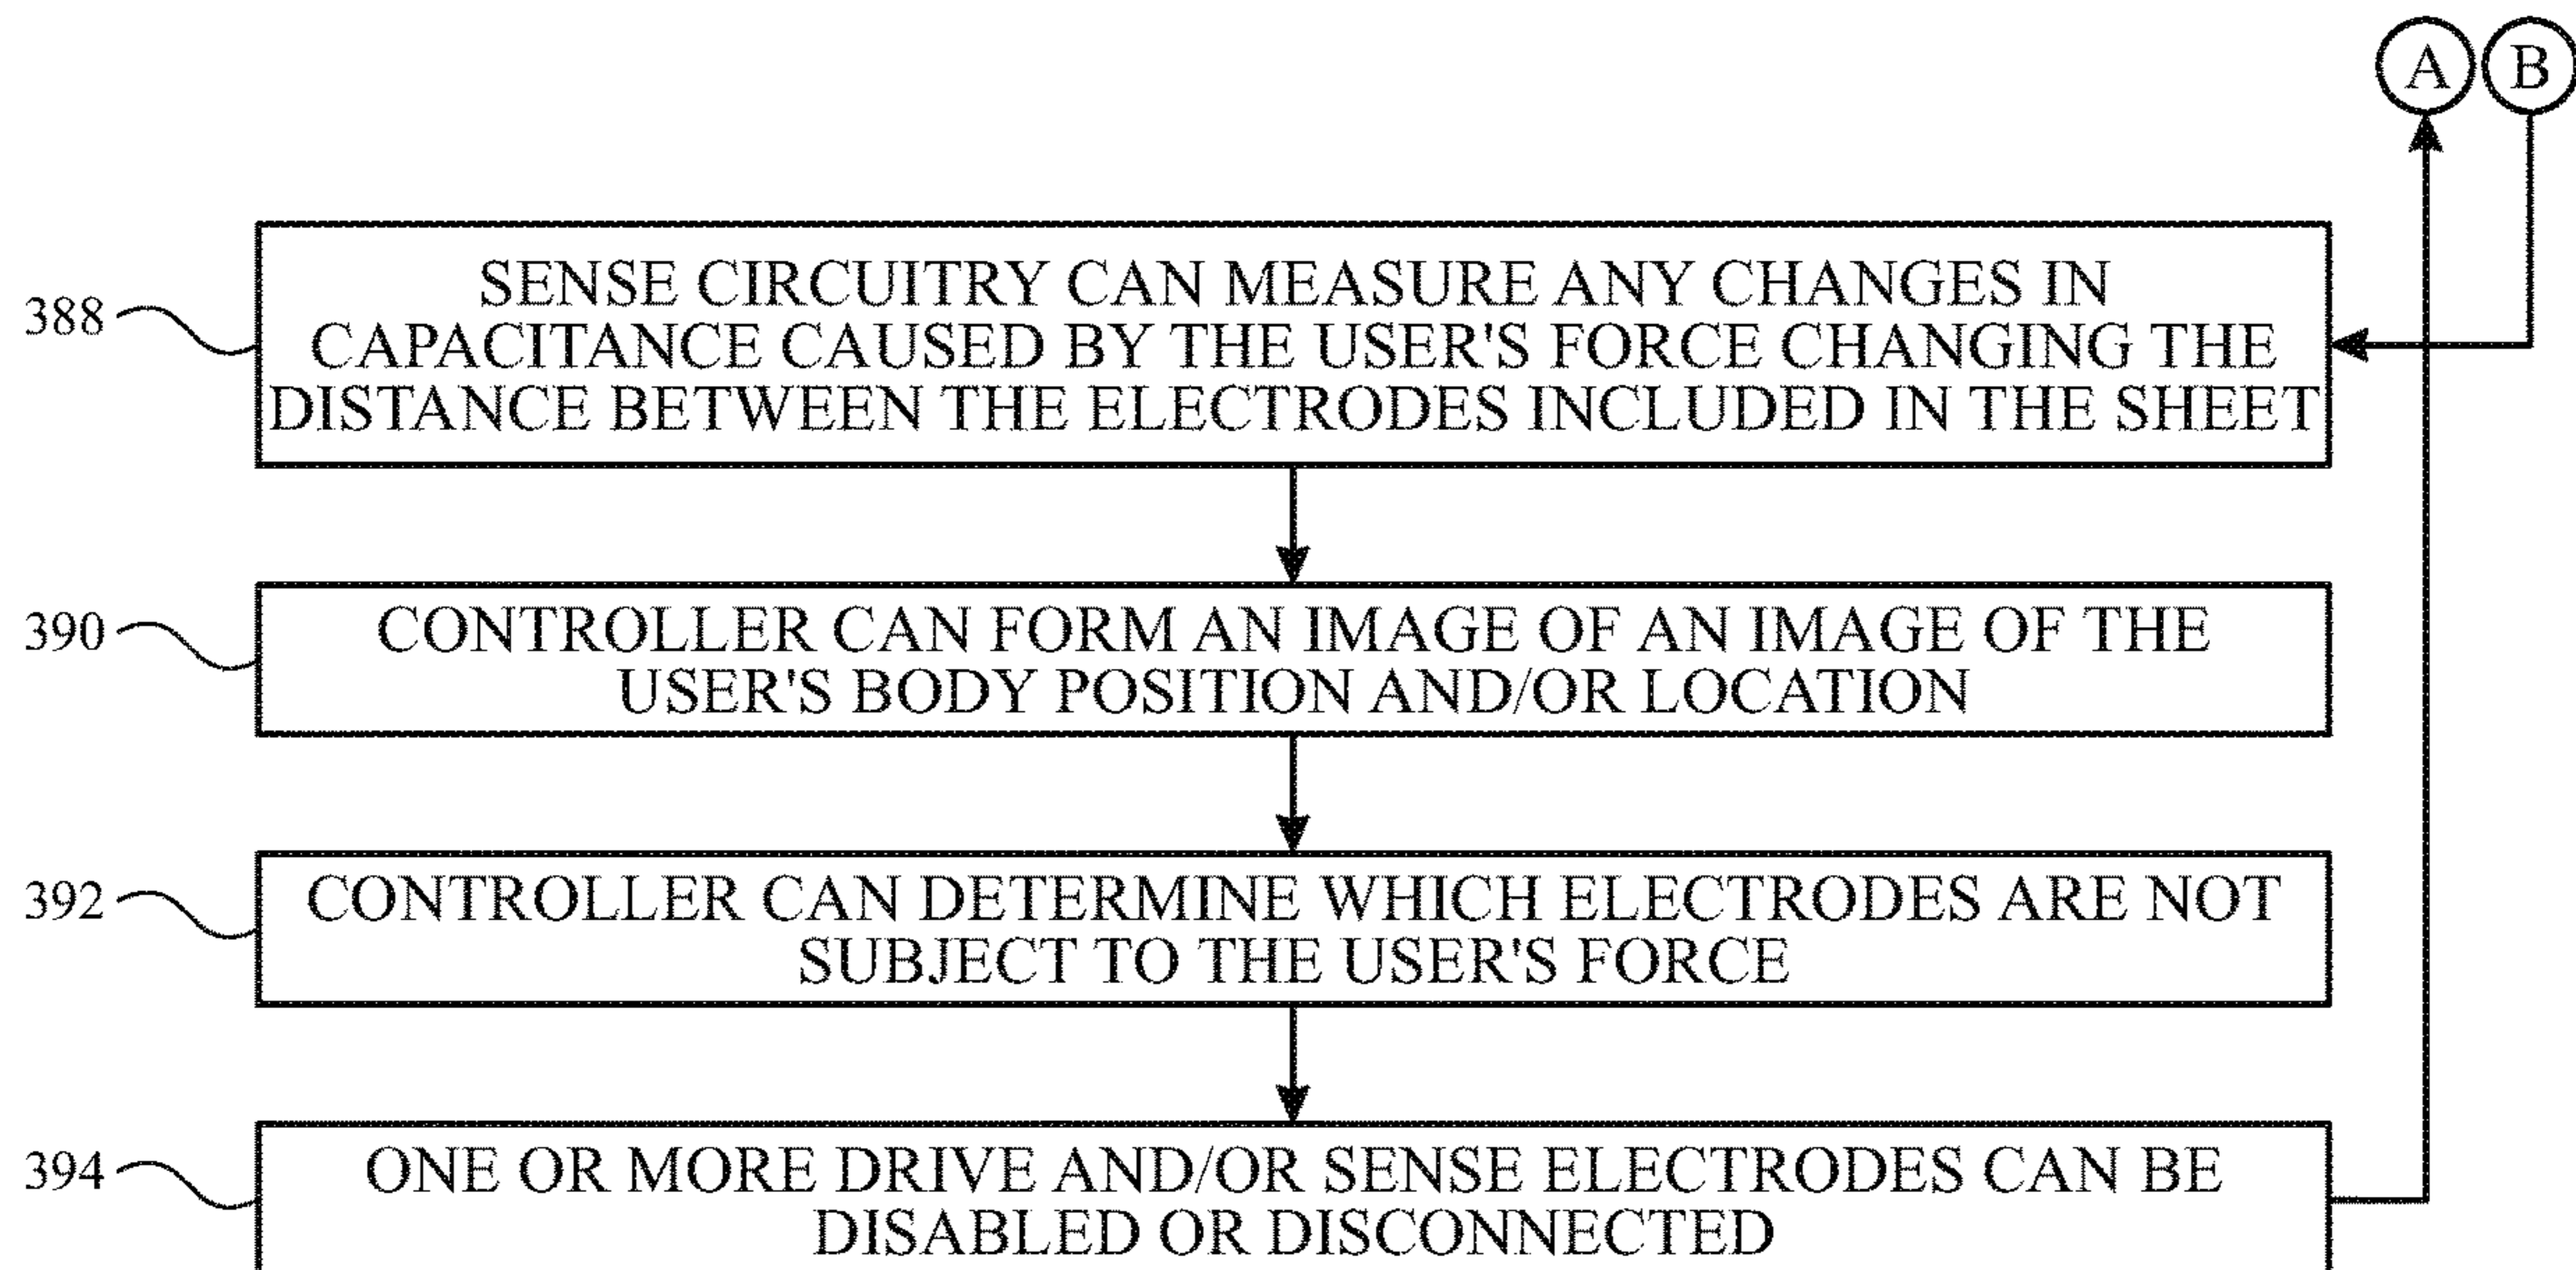 A B
388
SENSE CIRCUITRY CAN MEASURE ANY CHANGES IN
CAPACITANCE CAUSED BY THE USER'S FORCE CHANGING THE
DISTANCE BETWEEN THE ELECTRODES INCLUDED IN THE SHEET
390
CONTROLLER CAN FORM AN IMAGE OF AN IMAGE OF THE
USER'S BODY POSITION AND/OR LOCATION
392
CONTROLLER CAN DETERMINE WHICH ELECTRODES ARE NOT
SUBJECT TO THE USER'S FORCE
394
ONE OR MORE DRIVE AND/OR SENSE ELECTRODES CAN BE
DISABLED OR DISCONNECTED